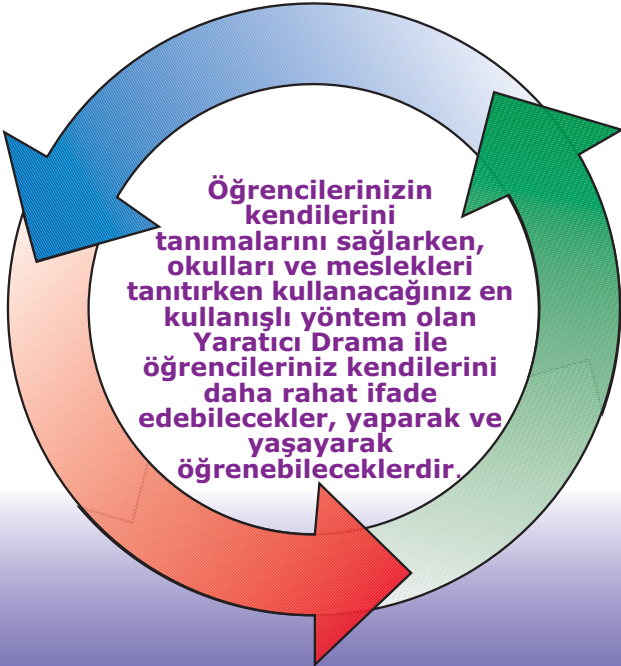 Öğrencilerinizin
kendilerini
tanımalarını sağlarken,
okulları ve meslekleri
tanıtırken kullanacağınız en
kullanışlı yöntem olan
Yaratıcı Drama ile
öğrencileriniz kendilerini
daha rahat ifade
edebilecekler, yaparak ve
yaşayarak
öğrenebileceklerdir.